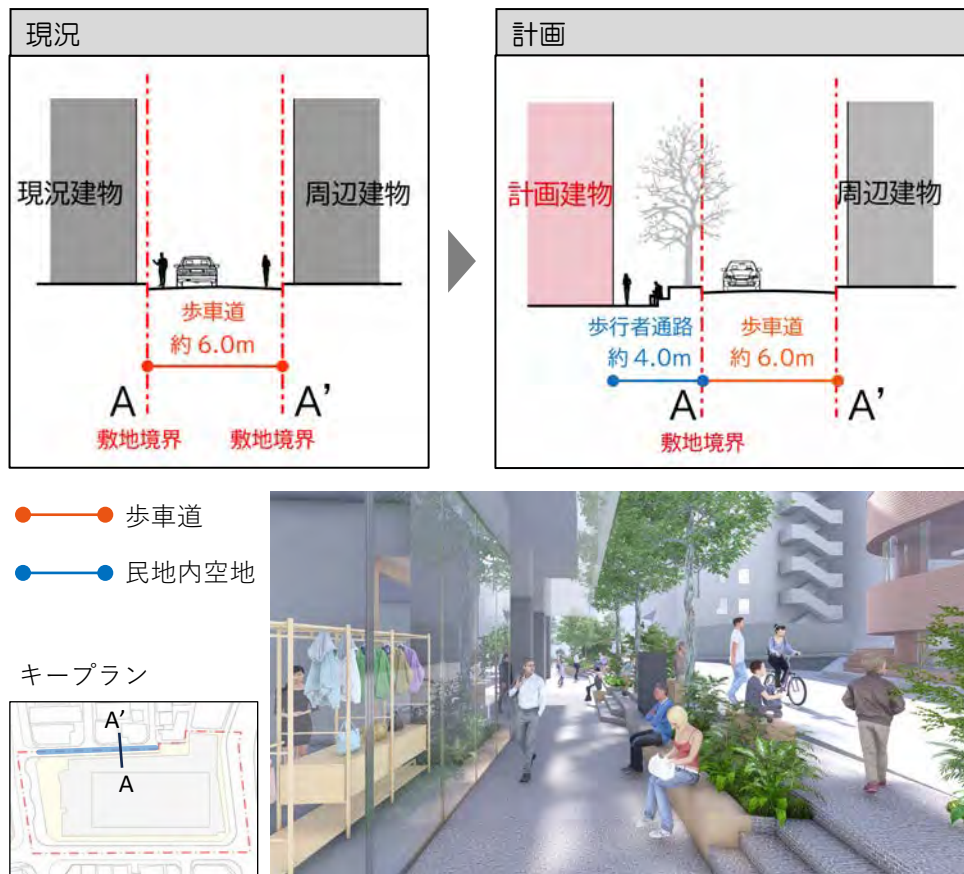 現況
現況建物
周辺建物
歩車道
約 6.0m
A
A’
敷地境界
敷地境界
計画
計画建物
周辺建物
歩行者通路
約 4.0m
歩車道
約 6.0m
A
A’
敷地境界
歩車道
民地内空地
キープラン
A’
A